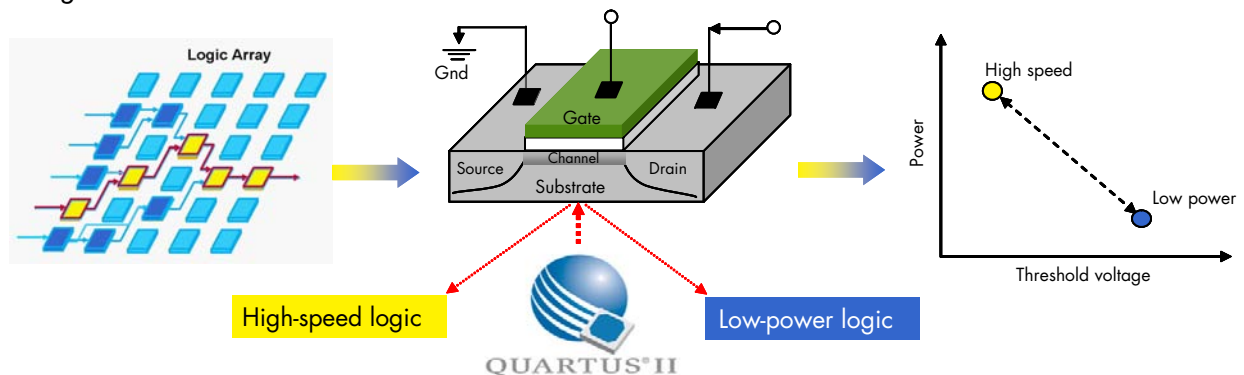 Logic Array
Gnd
Gate
Channel
Source
Drain
Substrate
High-speed logic
Low-power logic
QUARTUS® II
Power
High speed
Low power
Threshold voltage